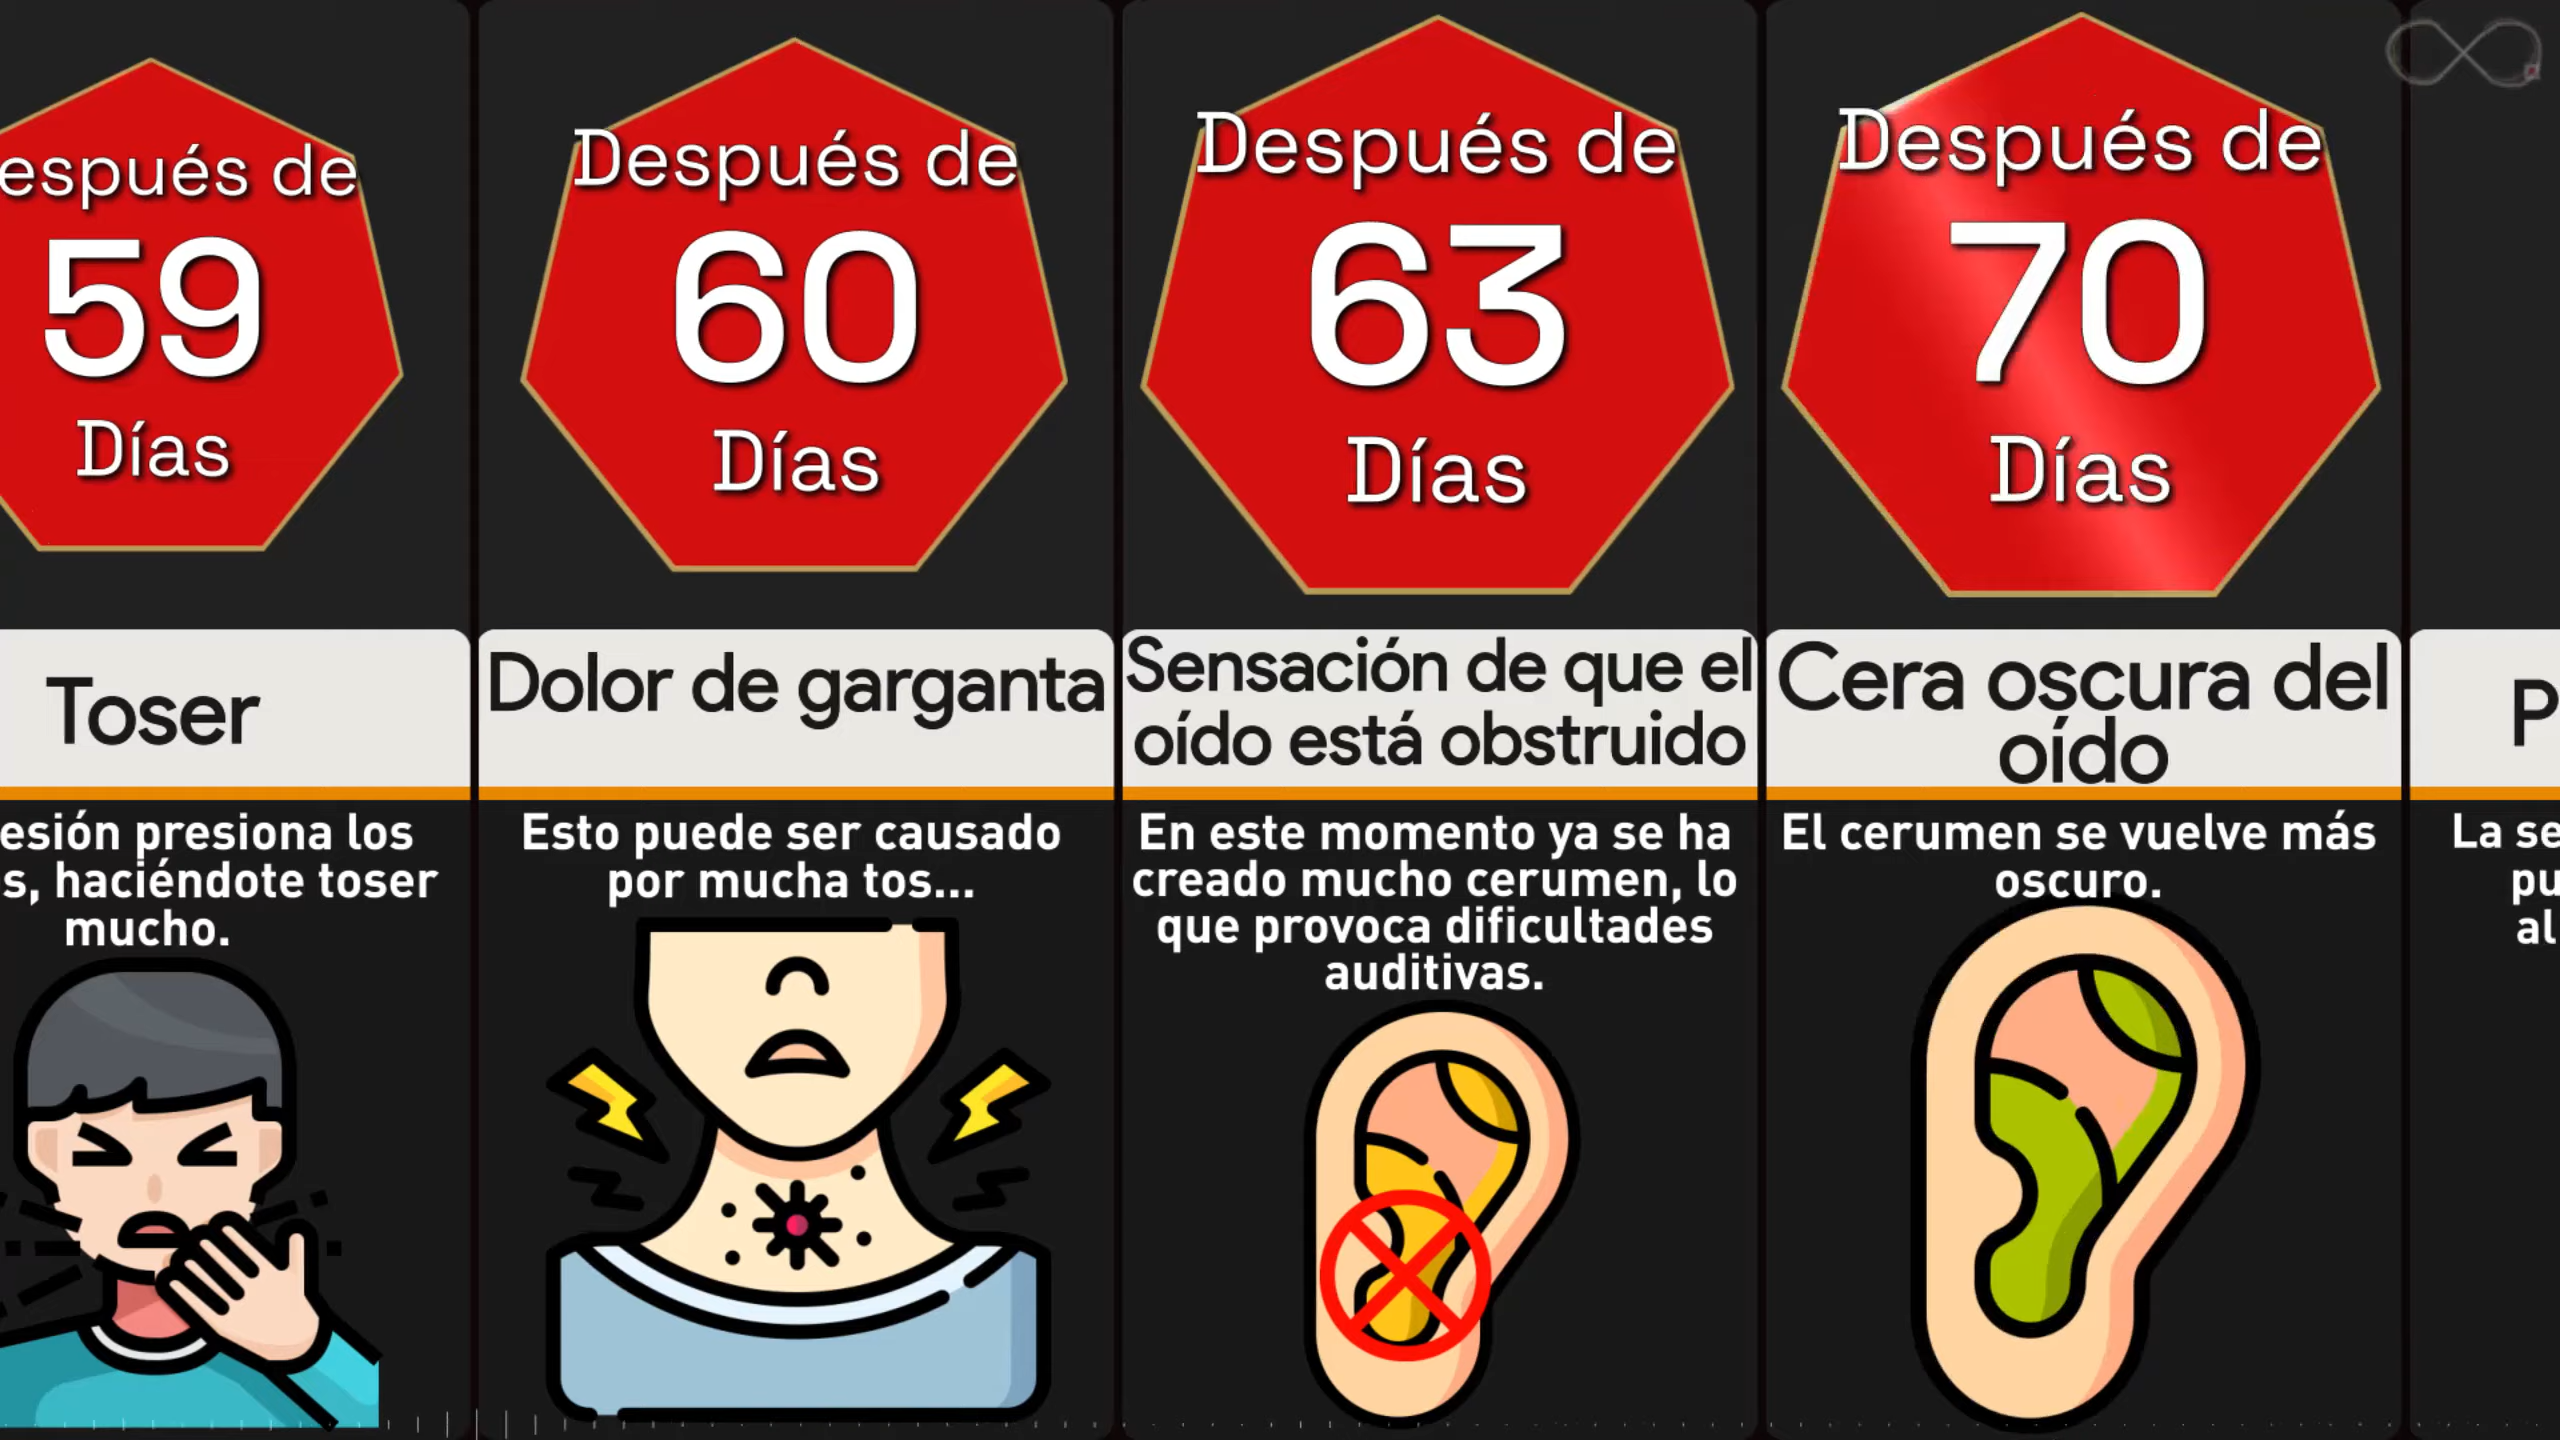 espués de
59
Días
Toser
esión presiona los
s, haciéndote toser
mucho.
Después de
60
Días
Dolor de garganta
Esto puede ser causado
por mucha tos...
Después de
63
Días
Sensación de que el
oído está obstruido
En este momento ya se ha
creado mucho cerumen, lo
que provoca dificultades
auditivas.
Después de
70
Días
Cera oscura del
oído
El cerumen se vuelve más
oscuro.
P
La se
pu
al